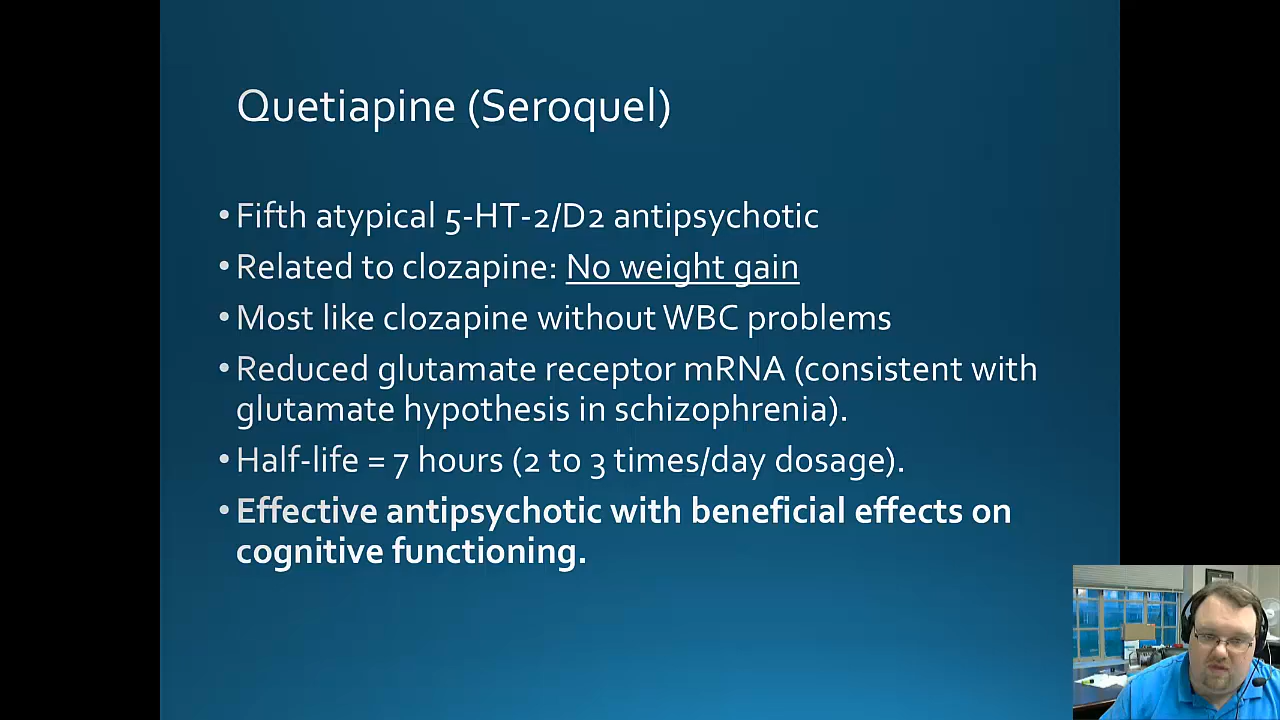 Quetiapine (Seroquel)
•Fifth atypical 5-HT-2/D2 antipsychotic
•Related to clozapine: No weight gain
•Most like clozapine without WBC problems
•Reduced glutamate receptor mRNA (consistent with
glutamate hypothesis in schizophrenia).
•Half-life = 7 hours (2 to 3 times/day dosage).
•Effective antipsychotic with beneficial effects on
cognitive functioning.